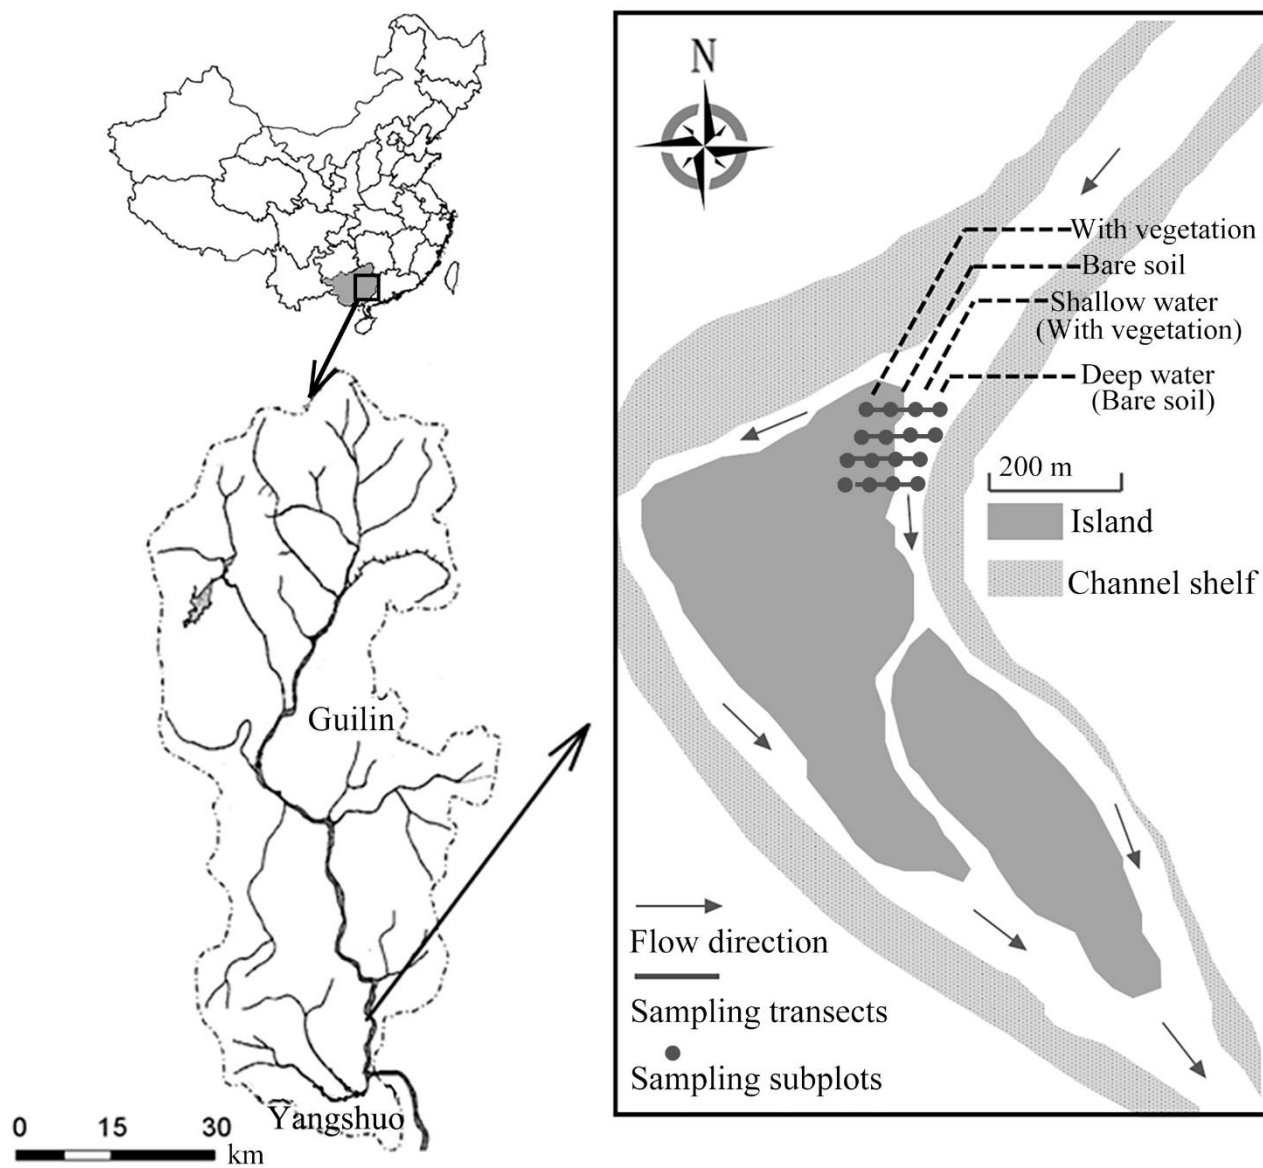 N
With vegetation
Bare soil
Shallow water
(With vegetation)
Deep water
(Bare soil)
200 m
Island
Channel shelf
Guilin
Flow direction
Sampling transects
Sampling subplots
Yangshuo
0 15 30
km